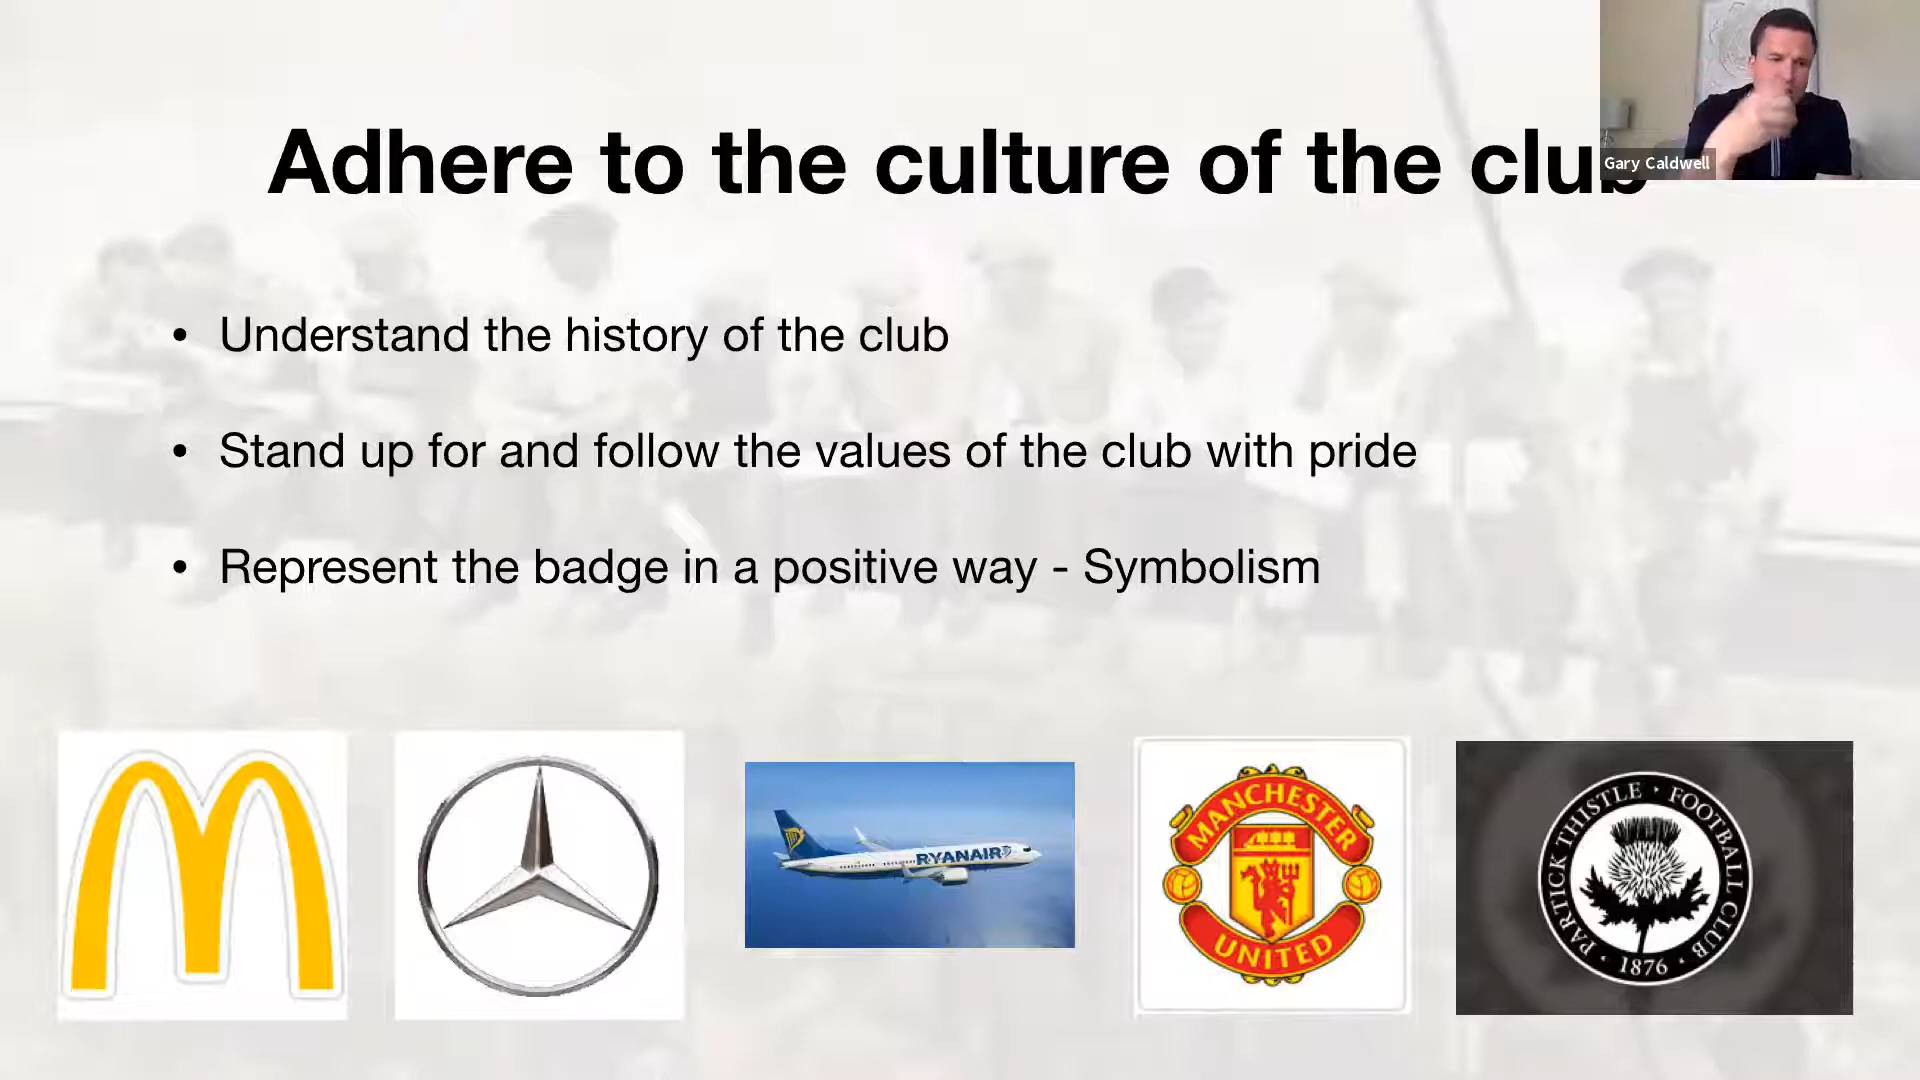 Adhere to the culture of the club
Gary Caldwell
• Understand the history of the club
• Stand up for and follow the values of the club with pride
• Represent the badge in a positive way - Symbolism
RYANAIR
MANCHESTER
UNITED
PARTICK THISTLE • FOOTBALL CLUB
• 1876 •